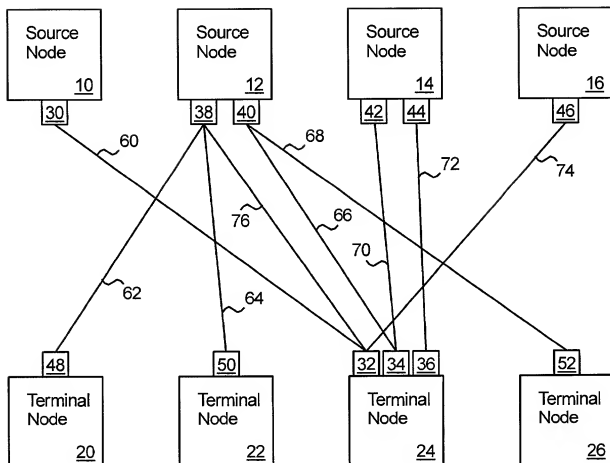 Source Node 10
Source Node 12
Source Node 14
Source Node 16
30
38
40
42
44
46
60
68
72
74
76
66
70
62
64
48
50
32
34
36
52
Terminal Node 20
Terminal Node 22
Terminal Node 24
Terminal Node 26